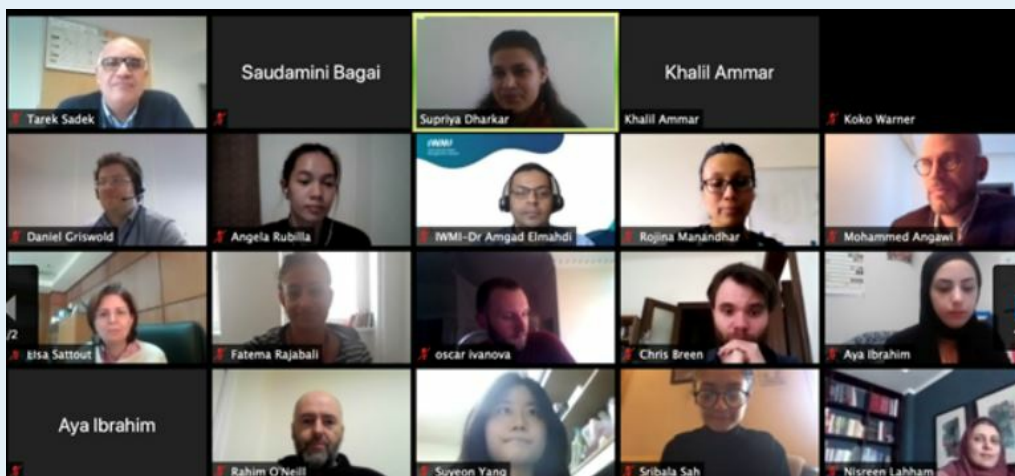 Tarek Sadek
Saudamini Bagai
Supriya Dharkar
Khalil Ammar
Khalil Ammar
Koko Warner
Daniel Griswold
Angela Rubilla
IWMI
IWMI-Dr Amgad Elmahdi
Rojina Manandhar
Mohammed Angawi
/2
Elsa Sattout
Fatema Rajabali
oscar ivanova
Chris Breen
Aya Ibrahim
Aya Ibrahim
Rahim O'Neill
Suyeon Yang
Sribala Sah
Nisreen Lahham